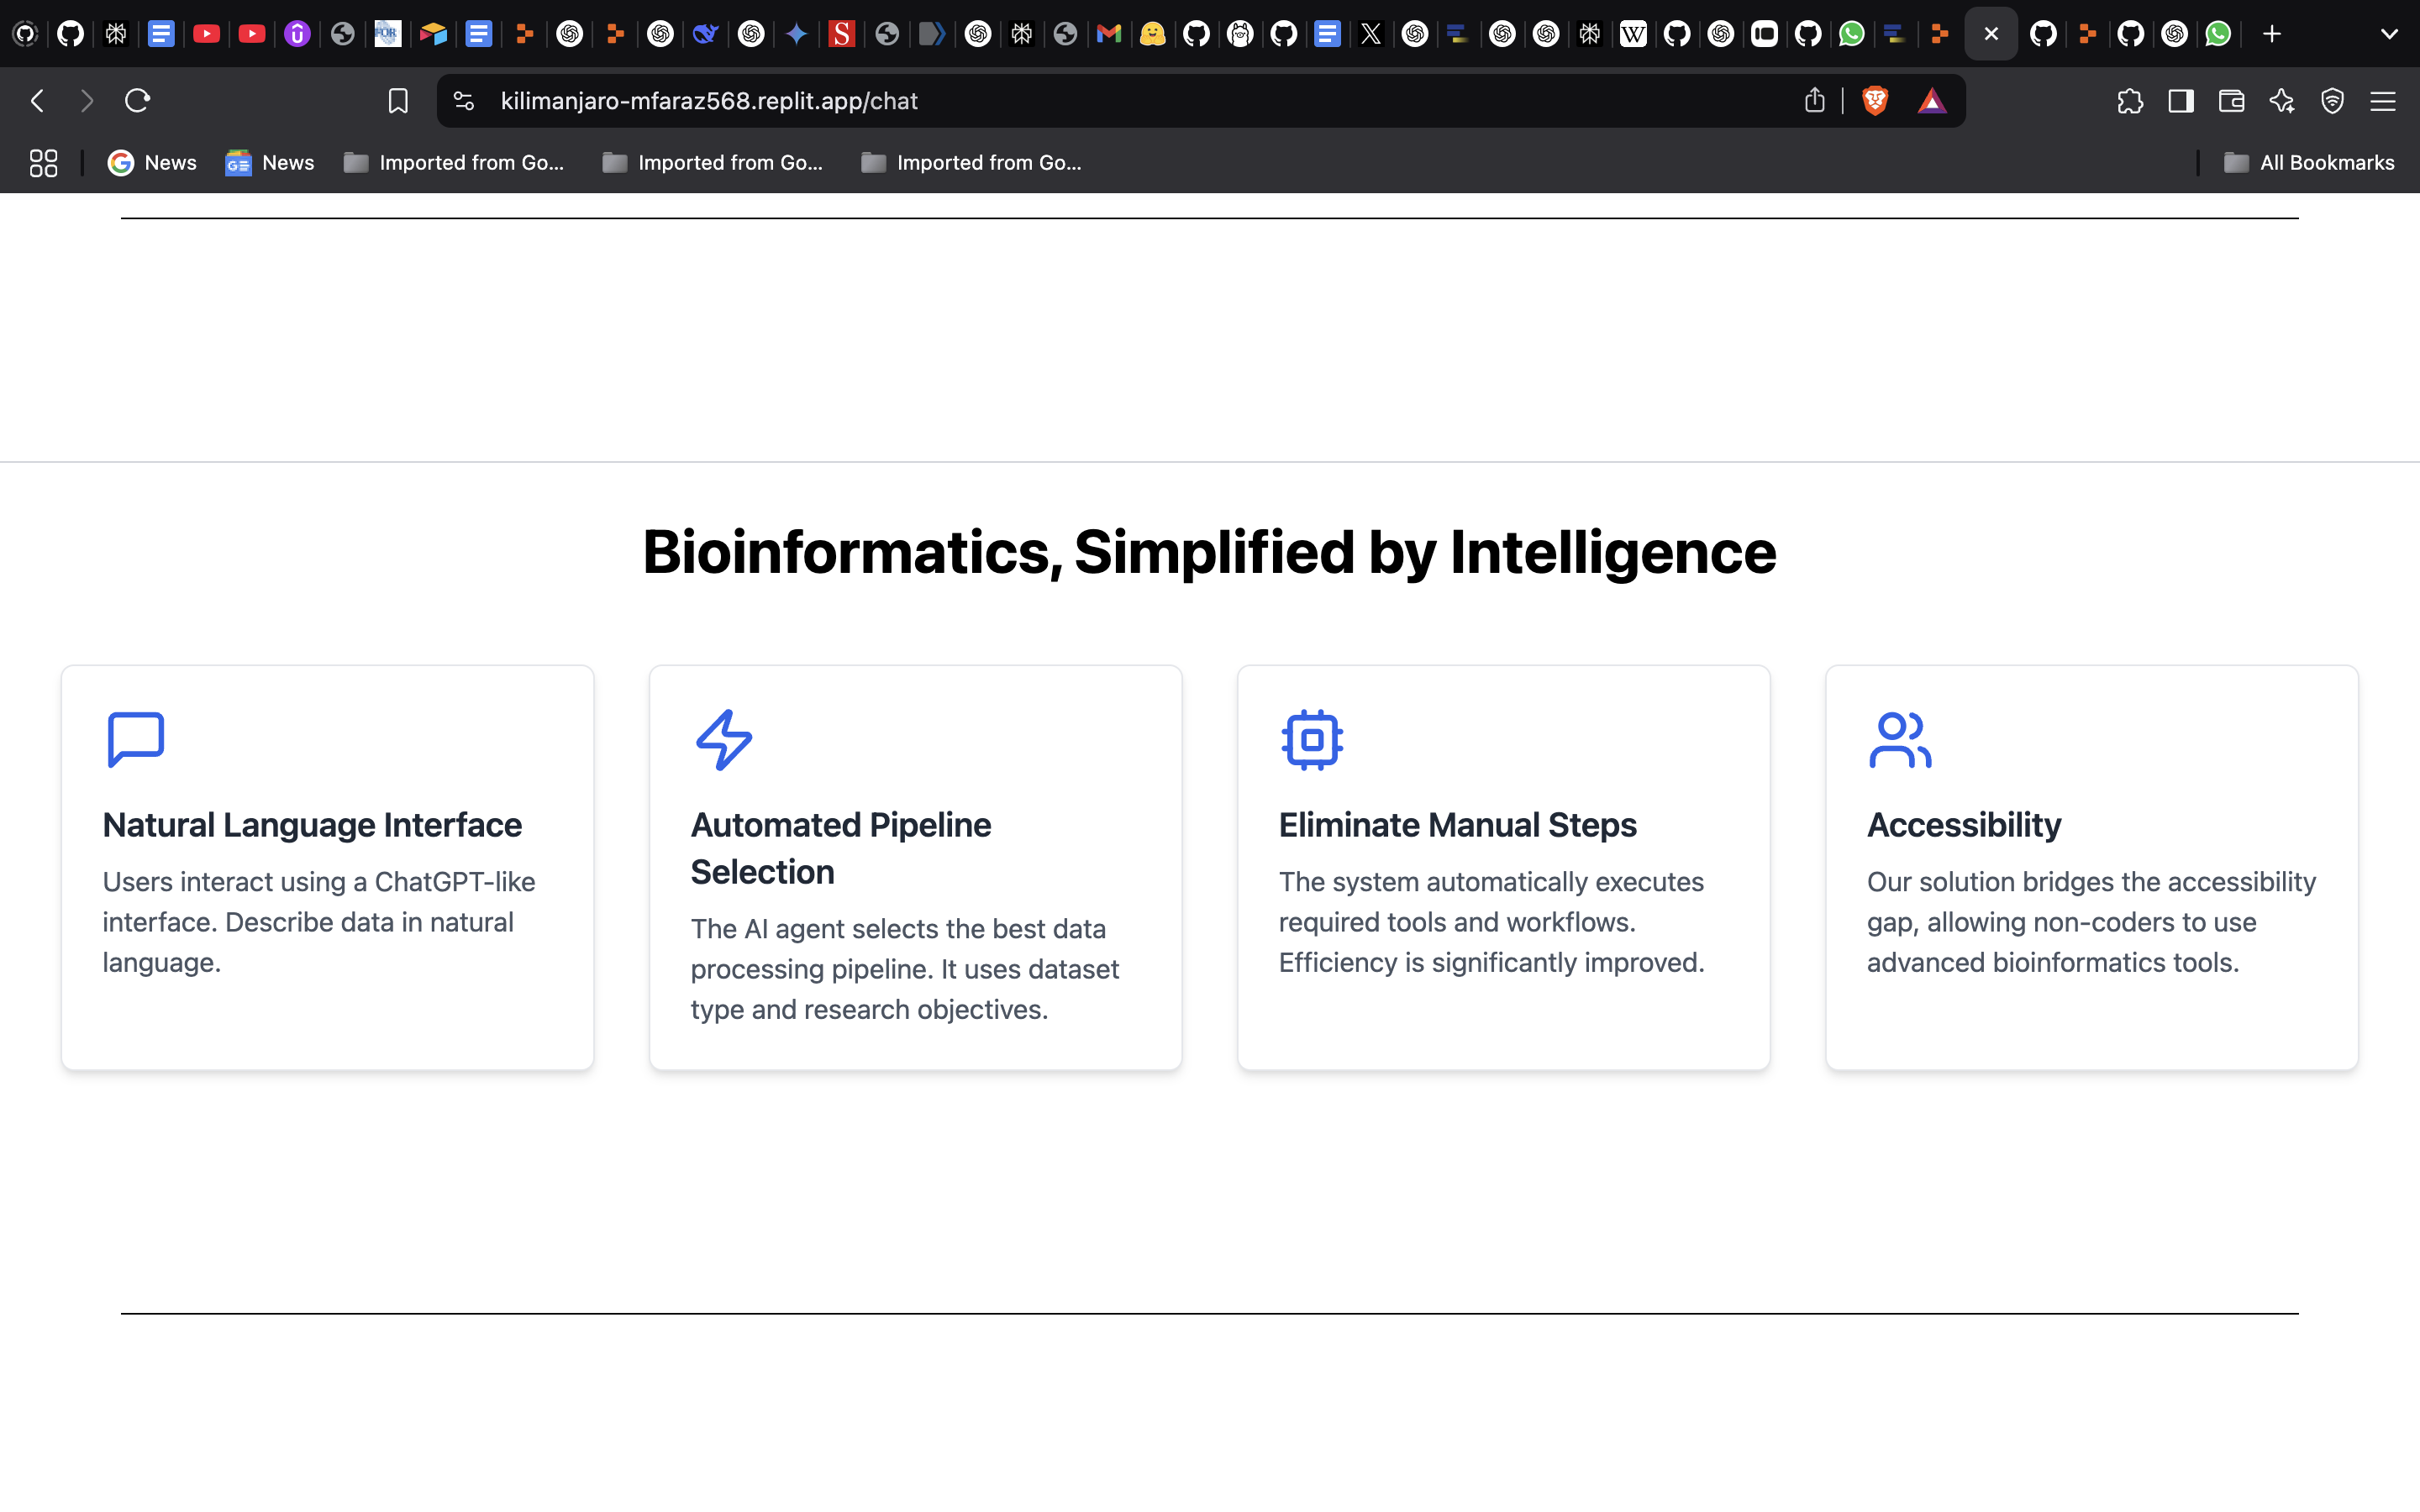 kilimanjaro-mfaraz568.replit.app/chat
News
News
Imported from Go...
Imported from Go...
Imported from Go...
All Bookmarks
Bioinformatics, Simplified by Intelligence
Natural Language Interface
Users interact using a ChatGPT-like
interface. Describe data in natural
language.
Automated Pipeline
Selection
The AI agent selects the best data
processing pipeline. It uses dataset
type and research objectives.
Eliminate Manual Steps
The system automatically executes
required tools and workflows.
Efficiency is significantly improved.
Accessibility
Our solution bridges the accessibility
gap, allowing non-coders to use
advanced bioinformatics tools.